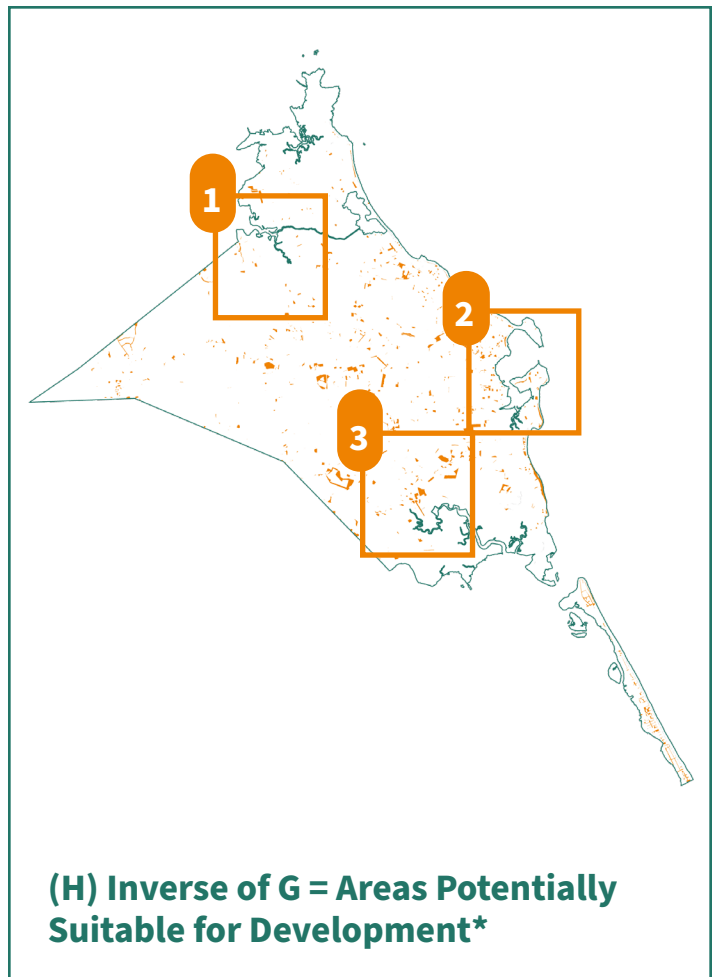 1
2
3
(H) Inverse of G = Areas Potentially
Suitable for Development*